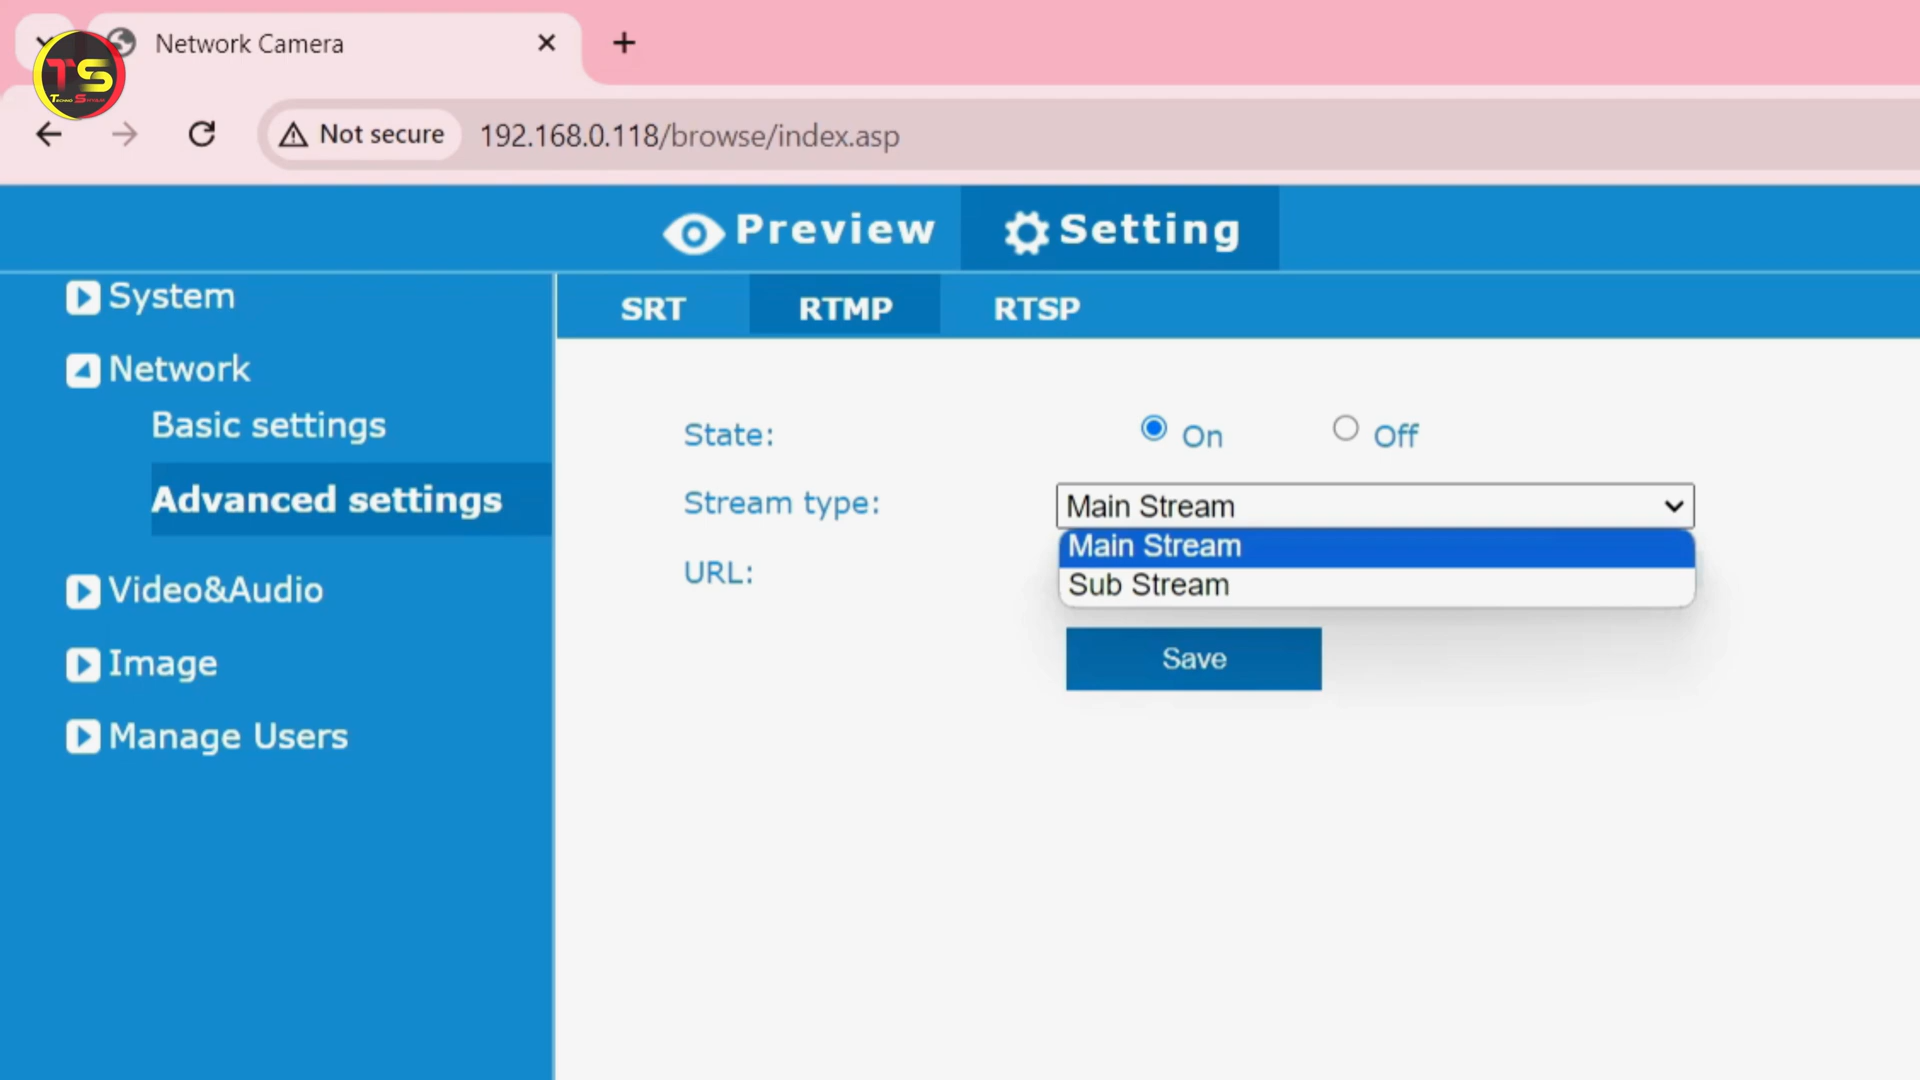 Network Camera
TS
Not secure
192.168.0.118/browse/index.asp
Preview
Setting
System
Network
Basic settings
Advanced settings
Video&Audio
Image
Manage Users
SRT
RTMP
RTSP
State:
On
Off
Stream type:
Main Stream
Main Stream
Sub Stream
URL:
Save